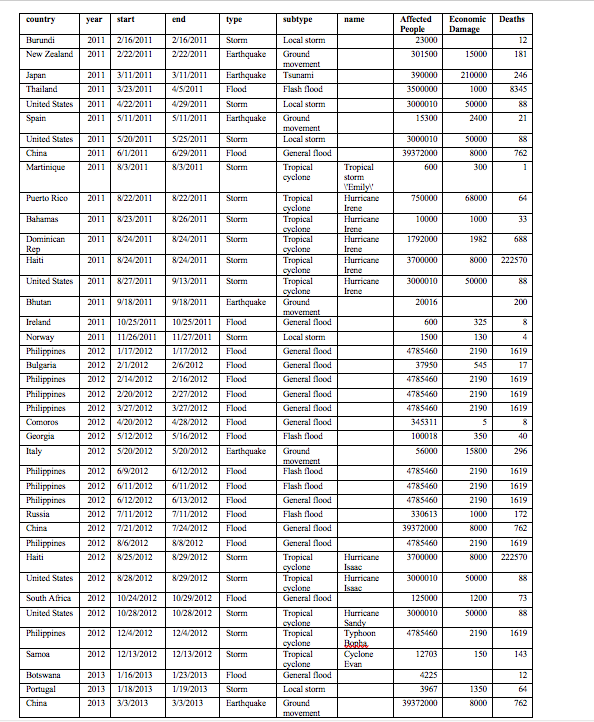 country year start end type subtype name Affected People Economic Damage Deaths
Burundi 2011 2/16/2011 2/16/2011 Storm Local storm 23000 12
New Zealand 2011 2/22/2011 2/22/2011 Earthquake Ground movement 301500 15000 181
Japan 2011 3/11/2011 3/11/2011 Earthquake Tsunami 390000 210000 246
Thailand 2011 3/23/2011 4/5/2011 Flood Flash flood 3500000 1000 8345
United States 2011 4/22/2011 4/29/2011 Storm Local storm 3000010 50000 88
Spain 2011 5/11/2011 5/11/2011 Earthquake Ground movement 15300 2400 21
United States 2011 5/20/2011 5/25/2011 Storm Local storm 3000010 50000 88
China 2011 6/1/2011 6/29/2011 Flood General flood 39372000 8000 762
Martinique 2011 8/3/2011 8/3/2011 Storm Tropical cyclone Tropical storm \'Emily\' 600 300 1
Puerto Rico 2011 8/22/2011 8/22/2011 Storm Tropical cyclone Hurricane Irene 750000 68000 64
Bahamas 2011 8/23/2011 8/26/2011 Storm Tropical cyclone Hurricane Irene 10000 1000 33
Dominican Rep 2011 8/24/2011 8/24/2011 Storm Tropical cyclone Hurricane Irene 1792000 1982 688
Haiti 2011 8/24/2011 8/24/2011 Storm Tropical cyclone Hurricane Irene 3700000 8000 222570
United States 2011 8/27/2011 9/13/2011 Storm Tropical cyclone Hurricane Irene 3000010 50000 88
Bhutan 2011 9/18/2011 9/18/2011 Earthquake Ground movement 20016 200
Ireland 2011 10/25/2011 10/25/2011 Flood General flood 600 325 8
Norway 2011 11/26/2011 11/27/2011 Storm Local storm 1500 130 4
Philippines 2012 1/17/2012 1/17/2012 Flood General flood 4785460 2190 1619
Bulgaria 2012 2/1/2012 2/6/2012 Flood General flood 37950 545 17
Philippines 2012 2/14/2012 2/16/2012 Flood General flood 4785460 2190 1619
Philippines 2012 2/20/2012 2/27/2012 Flood General flood 4785460 2190 1619
Philippines 2012 3/27/2012 3/27/2012 Flood General flood 4785460 2190 1619
Comoros 2012 4/20/2012 4/28/2012 Flood General flood 345311 5 8
Georgia 2012 5/12/2012 5/16/2012 Flood Flash flood 100018 350 40
Italy 2012 5/20/2012 5/20/2012 Earthquake Ground movement 56000 15800 296
Philippines 2012 6/9/2012 6/12/2012 Flood Flash flood 4785460 2190 1619
Philippines 2012 6/11/2012 6/11/2012 Flood Flash flood 4785460 2190 1619
Philippines 2012 6/12/2012 6/13/2012 Flood General flood 4785460 2190 1619
Russia 2012 7/11/2012 7/11/2012 Flood Flash flood 330613 1000 172
China 2012 7/21/2012 7/24/2012 Flood General flood 39372000 8000 762
Philippines 2012 8/6/2012 8/8/2012 Flood General flood 4785460 2190 1619
Haiti 2012 8/25/2012 8/29/2012 Storm Tropical cyclone Hurricane Isaac 3700000 8000 222570
United States 2012 8/28/2012 8/29/2012 Storm Tropical cyclone Hurricane Isaac 3000010 50000 88
South Africa 2012 10/24/2012 10/29/2012 Flood General flood 125000 1200 73
United States 2012 10/28/2012 10/28/2012 Storm Tropical cyclone Hurricane Sandy 3000010 50000 88
Philippines 2012 12/4/2012 12/4/2012 Storm Tropical cyclone Typhoon Bopha 4785460 2190 1619
Samoa 2012 12/13/2012 12/13/2012 Storm Tropical cyclone Cyclone Evan 12703 150 143
Botswana 2013 1/16/2013 1/23/2013 Flood General flood 4225 12
Portugal 2013 1/18/2013 1/19/2013 Storm Local storm 3967 1350 64
China 2013 3/3/2013 3/3/2013 Earthquake Ground movement 39372000 8000 762